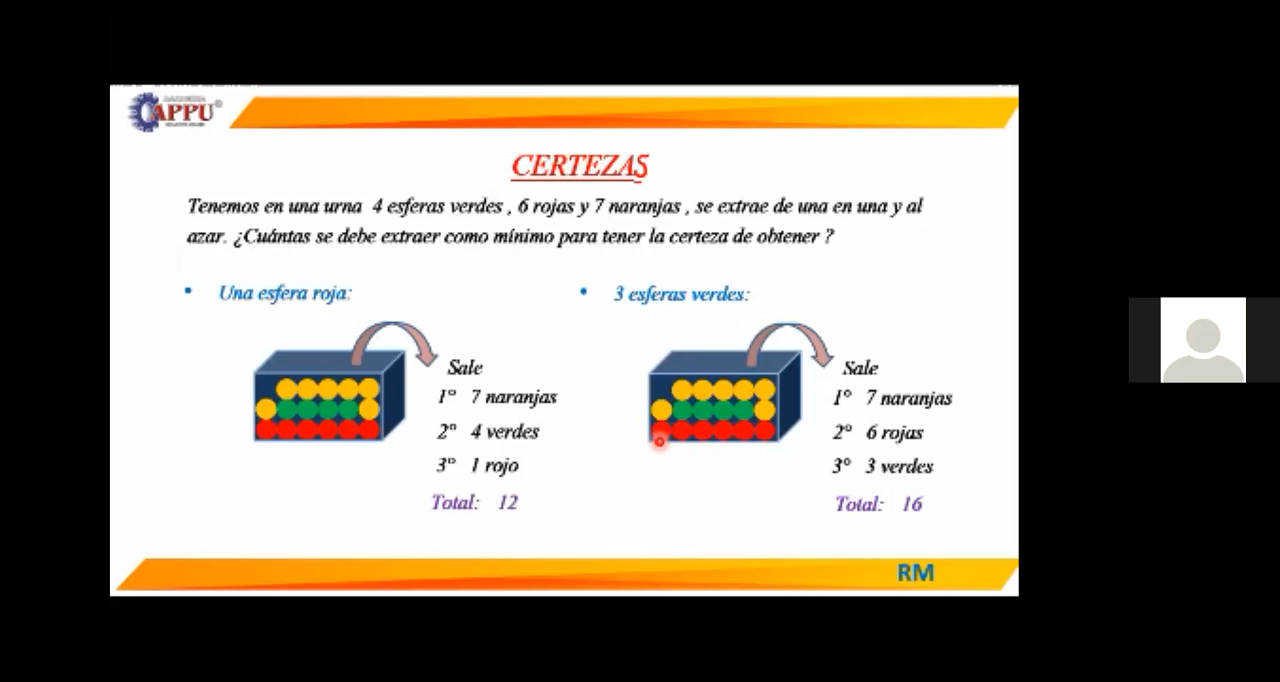 APPU
CERTEZAS
Tenemos en una urna 4 esferas verdes , 6 rojas y 7 naranjas , se extrae de una en una y al
azar. ¿Cuántas se debe extraer como mínimo para tener la certeza de obtener ?
• Una esfera roja:
Sale
1° 7 naranjas
2° 4 verdes
3° 1 rojo
Total: 12
• 3 esferas verdes:
Sale
1° 7 naranjas
2° 6 rojas
3° 3 verdes
Total: 16
RM